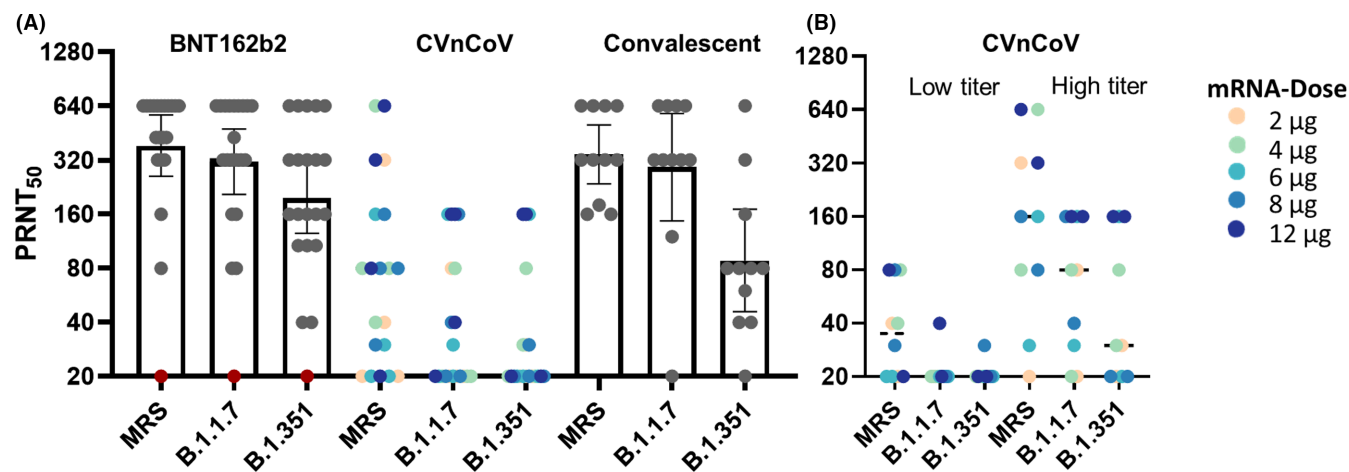 (A)
BNT162b2 CVnCoV Convalescent
PRNT50
1280
640
320
160
80
40
20
MRS B.1.1.7 B.1.351 MRS B.1.1.7 B.1.351 MRS B.1.1.7 B.1.351
(B)
CVnCoV
Low titer High titer
1280
640
320
160
80
40
20
MRS B.1.1.7 B.1.351 MRS B.1.1.7 B.1.351
mRNA-Dose
2 µg
4 µg
6 µg
8 µg
12 µg